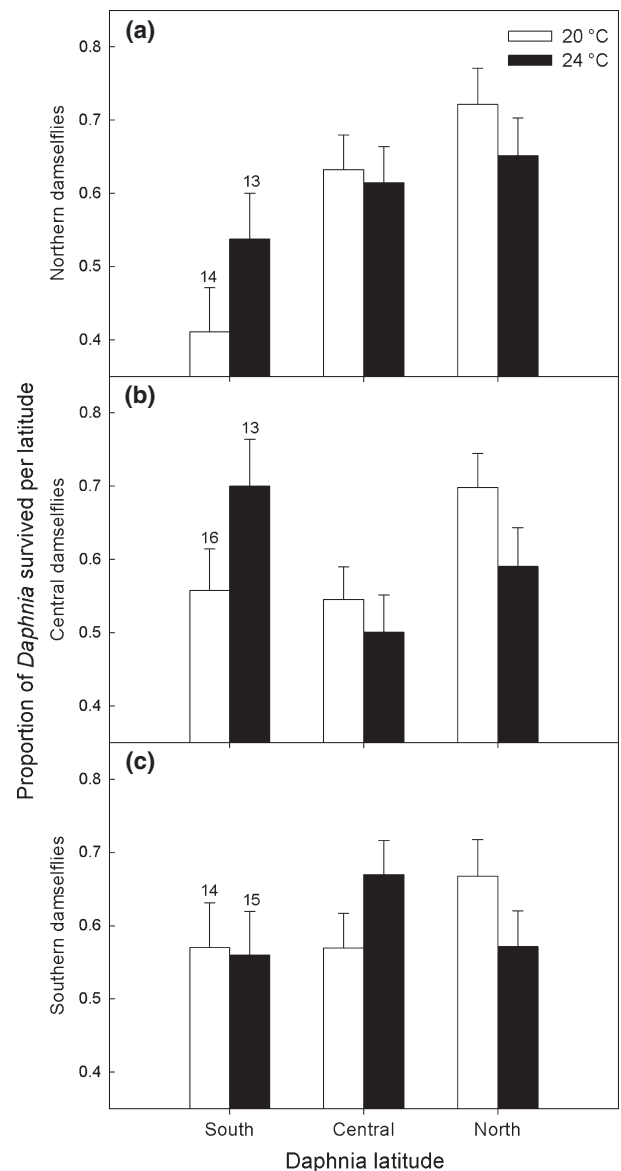 (a)
20 °C
24 °C
0.8
0.7
0.6
0.5
0.4
14
13
Northern damselflies
(b)
0.8
0.7
0.6
0.5
0.4
16
13
Central damselflies
(c)
0.8
0.7
0.6
0.5
0.4
14
15
Southern damselflies
Proportion of Daphnia survived per latitude
South Central North
Daphnia latitude